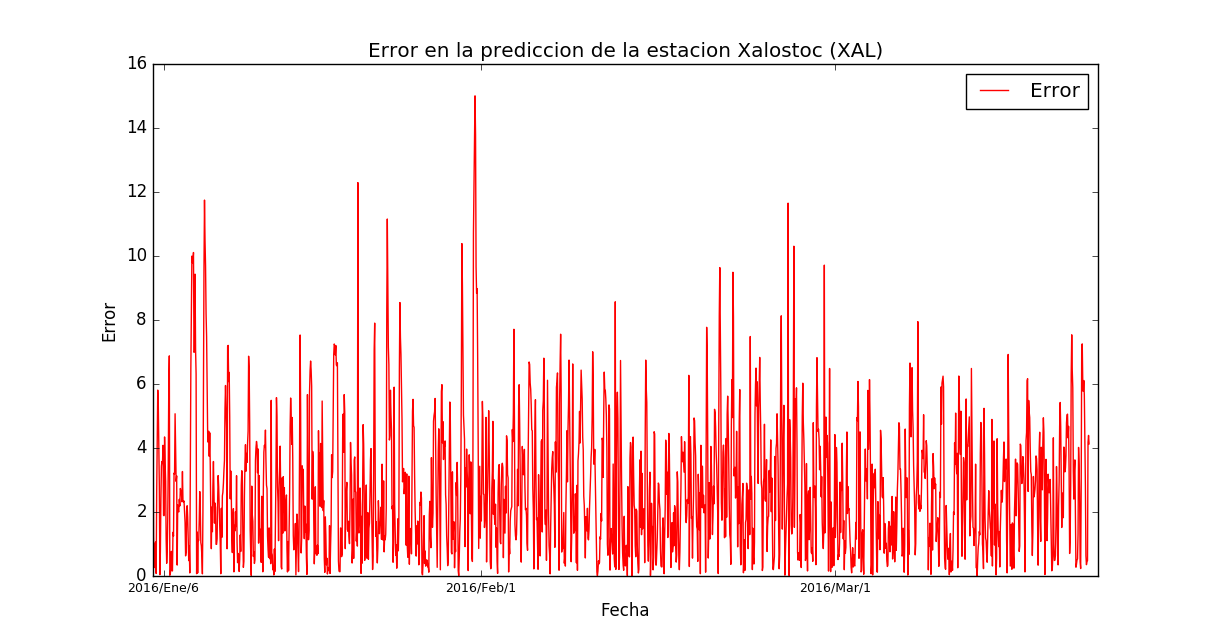 Error en la prediccion de la estacion Xalostoc (XAL)
Error
16
14
12
10
8
6
4
2
0
Error
2016/Ene/6
2016/Feb/1
2016/Mar/1
Fecha